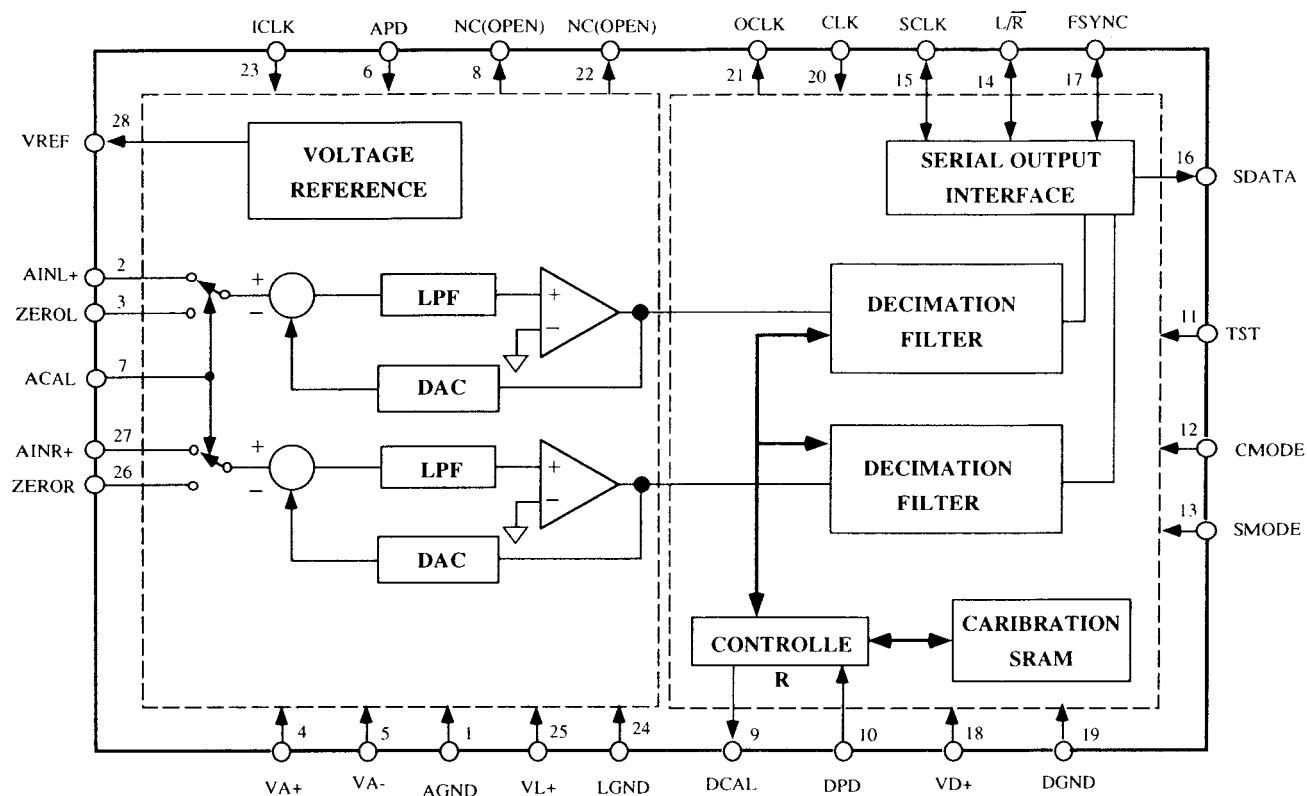 ICLK APD NC(OPEN) NC(OPEN) OCLK CLK SCLK L/R̅ FSYNC
23 6 8 22 21 20 15 14 17
28
VREF
VOLTAGE
REFERENCE
SERIAL OUTPUT
INTERFACE
16
SDATA
AINL+ 2
ZEROL 3
ACAL 7
AINR+ 27
ZEROR 26
+
−
LPF
+
−
DAC
DECIMATION
FILTER
11
TST
+
−
LPF
+
−
DAC
DECIMATION
FILTER
12
CMODE
13
SMODE
CONTROLLE
R
CARIBRATION
SRAM
4 5 1 25 24 9 10 18 19
VA+ VA- AGND VL+ LGND DCAL DPD VD+ DGND